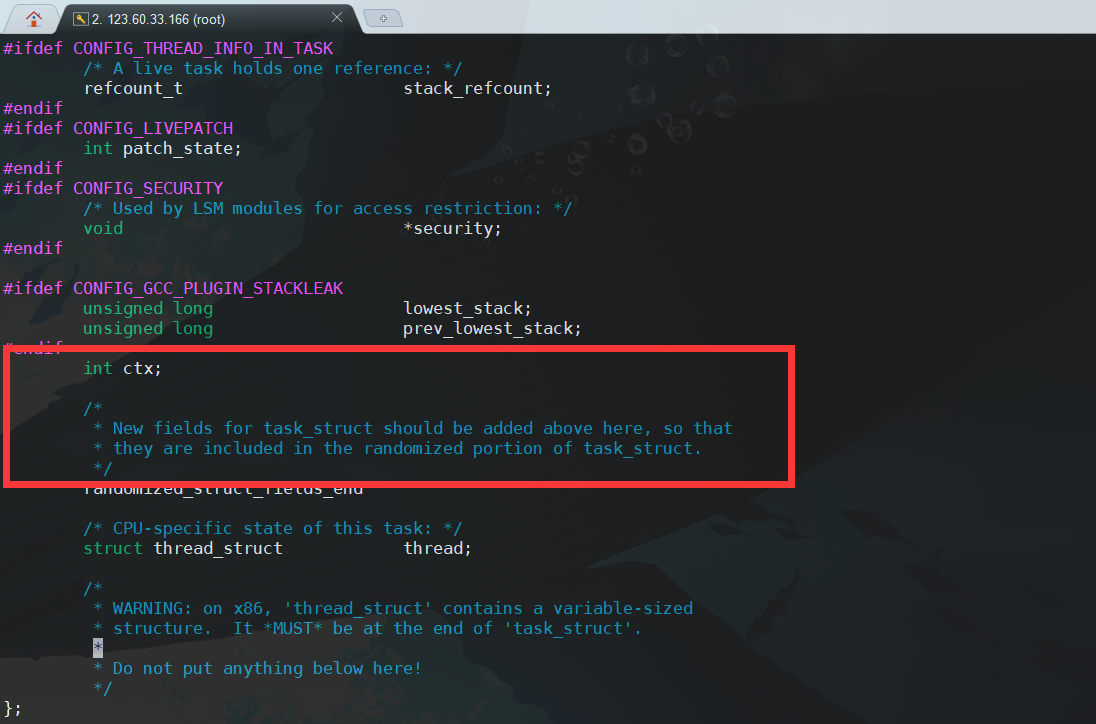 2. 123.60.33.166 (root)
#ifdef CONFIG_THREAD_INFO_IN_TASK
/* A live task holds one reference: */
refcount_t stack_refcount;
#endif
#ifdef CONFIG_LIVEPATCH
int patch_state;
#endif
#ifdef CONFIG_SECURITY
/* Used by LSM modules for access restriction: */
void *security;
#endif
#ifdef CONFIG_GCC_PLUGIN_STACKLEAK
unsigned long lowest_stack;
unsigned long prev_lowest_stack;
#endif
int ctx;
/*
* New fields for task_struct should be added above here, so that
* they are included in the randomized portion of task_struct.
*/
randomized_struct_fields_end
/* CPU-specific state of this task: */
struct thread_struct thread;
/*
* WARNING: on x86, 'thread_struct' contains a variable-sized
* structure. It *MUST* be at the end of 'task_struct'.
*
* Do not put anything below here!
*/
};